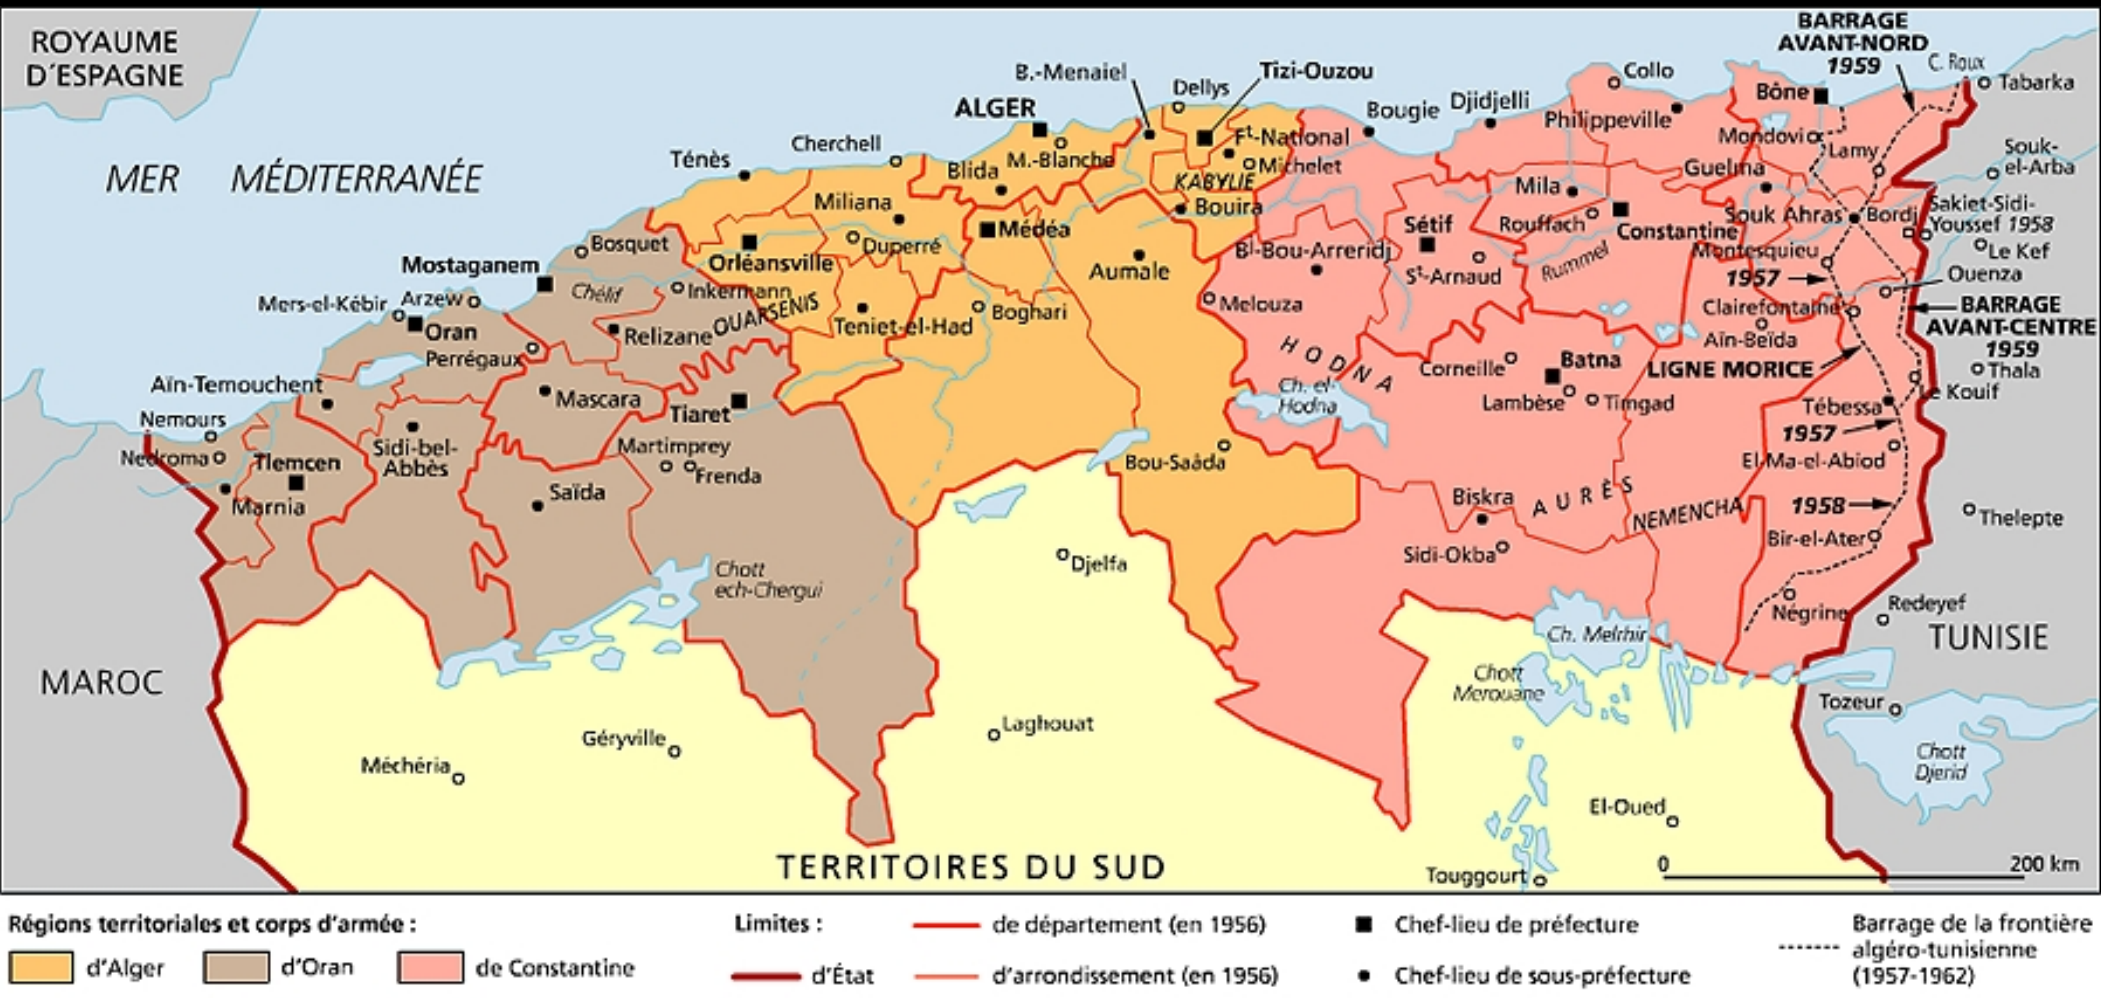 ROYAUME
D'ESPAGNE
MER MÉDITERRANÉE
BARRAGE
AVANT-NORD
1959
C. Roux
Tabarka
B.-Menaiel
Tizi-Ouzou
Dellys
ALGER
Collo
Bône
Bougie
Djidjelli
Philippeville
Mondovi
Lamy
Souk-
el-Arba
Cherchell
Ténès
Blida
M.-Blanche
Ft-National
Michelet
KABYLIE
Bouira
Guelma
Mila
Miliana
Médéa
Duperré
Sétif
Rouffach
Constantine
Souk Ahras
Bordj
Sakiet-Sidi-
Youssef 1958
Le Kef
Bosquet
Orléansville
Aumale
Bl-Bou-Arreridj
St-Arnaud
Rummel
Montesquieu
1957
Ouenza
Mostaganem
Mers-el-Kébir
Arzew
Chélif
Inkermann
OUARSENIS
Boghari
Melouza
Clairefontaine
BARRAGE
AVANT-CENTRE
1959
Oran
Perrégaux
Relizane
Teniet-el-Had
HODNA
Aïn-Beïda
LIGNE MORICE
Corneille
Batna
Thala
Le Kouif
Aïn-Temouchent
Mascara
Tiaret
Ch. el-
Hodna
Lambèse
Timgad
Tébessa
1957
Nemours
Nedroma
Tlemcen
Sidi-bel-
Abbès
Martimprey
Frenda
Bou-Saâda
El-Ma-el-Abiod
Marnia
Saïda
Biskra
AURÈS
NEMENCHA
1958
Thelepte
Bir-el-Ater
Sidi-Okba
Djelfa
Chott
ech-Chergui
Négrine
Redeyef
TUNISIE
Ch. Melrhir
Chott
Merouane
MAROC
Tozeur
Laghouat
Géryville
Méchéria
Chott
Djerid
El-Oued
TERRITOIRES DU SUD
Touggourt
0 200 km
Régions territoriales et corps d'armée :
d'Alger
d'Oran
de Constantine
Limites :
de département (en 1956)
d'État
d'arrondissement (en 1956)
Chef-lieu de préfecture
Chef-lieu de sous-préfecture
Barrage de la frontière
algéro-tunisienne
(1957-1962)